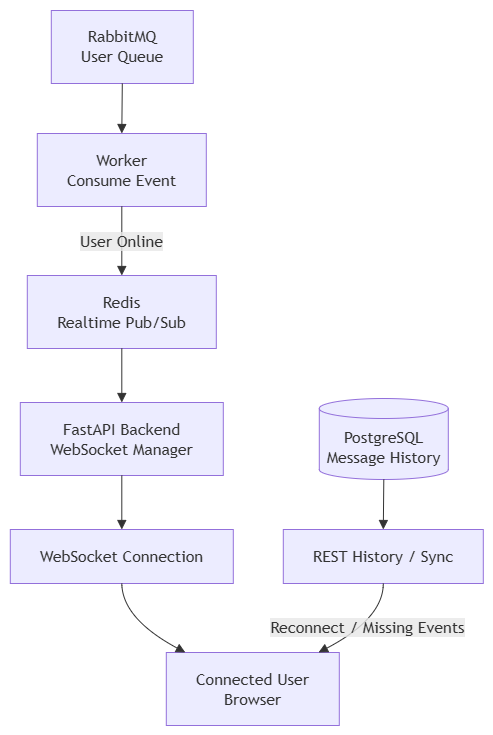 RabbitMQ
User Queue
Worker
Consume Event
User Online
Redis
Realtime Pub/Sub
FastAPI Backend
WebSocket Manager
PostgreSQL
Message History
WebSocket Connection
REST History / Sync
Reconnect / Missing Events
Connected User
Browser